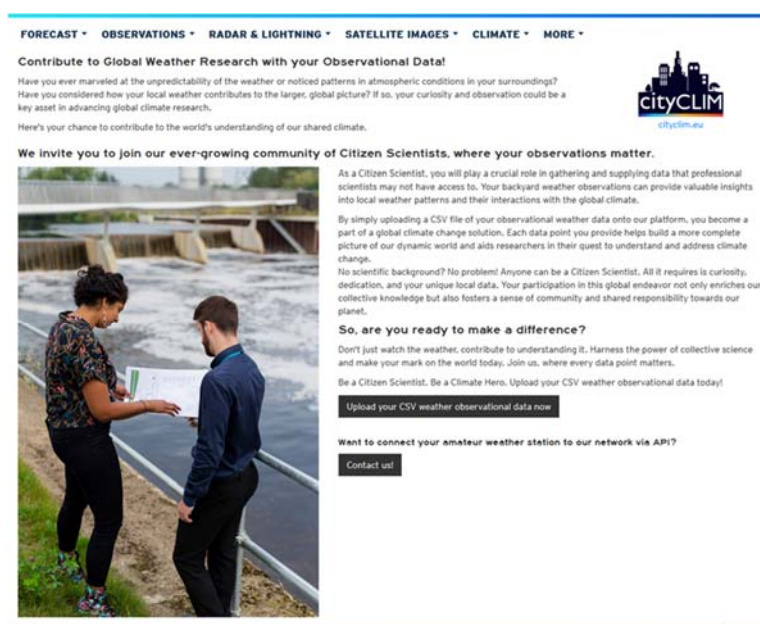 FORECAST OBSERVATIONS RADAR & LIGHTNING SATELLITE IMAGES CLIMATE MORE
Contribute to Global Weather Research with your Observational Data!
Have you ever marveled at the unpredictability of the weather or noticed patterns in atmospheric conditions in your surroundings?
Have you considered how your local weather contributes to the larger, global picture? If so, your curiosity and observation could be a
key asset in advancing global climate research.
Here's your chance to contribute to the world's understanding of our shared climate.
cityCLIM
cityclim.eu
We invite you to join our ever-growing community of Citizen Scientists, where your observations matter.
As a Citizen Scientist, you will play a crucial role in gathering and supplying data that professional
scientists may not have access to. Your backyard weather observations can provide valuable insights
into local weather patterns and their interactions with the global climate.
By simply uploading a CSV file of your observational weather data onto our platform, you become a
part of a global climate change solution. Each data point you provide helps build a more complete
picture of our dynamic world and aids researchers in their quest to understand and address climate
change.
No scientific background? No problem! Anyone can be a Citizen Scientist. All it requires is curiosity,
dedication, and your unique local data. Your participation in this global endeavor not only enriches our
collective knowledge but also fosters a sense of community and shared responsibility towards our
planet.
So, are you ready to make a difference?
Don't just watch the weather, contribute to understanding it. Harness the power of collective science
and make your mark on the world today. Join us, where every data point matters.
Be a Citizen Scientist. Be a Climate Hero. Upload your CSV weather observational data today!
Upload your CSV weather observational data now
Want to connect your amateur weather station to our network via API?
Contact us!